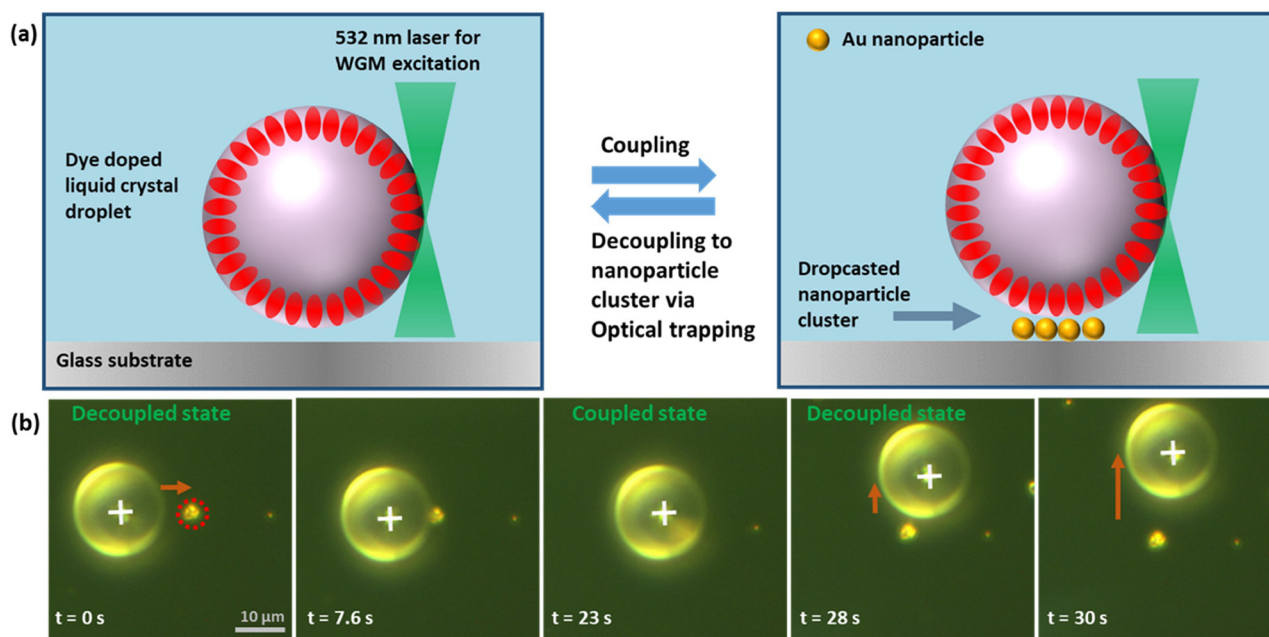 (a)
532 nm laser for
WGM excitation
Dye doped
liquid crystal
droplet
Glass substrate
Coupling
Decoupling to
nanoparticle
cluster via
Optical trapping
Au nanoparticle
Dropcasted
nanoparticle
cluster
(b)
Decoupled state
t = 0 s
10 µm
t = 7.6 s
Coupled state
t = 23 s
Decoupled state
t = 28 s
t = 30 s